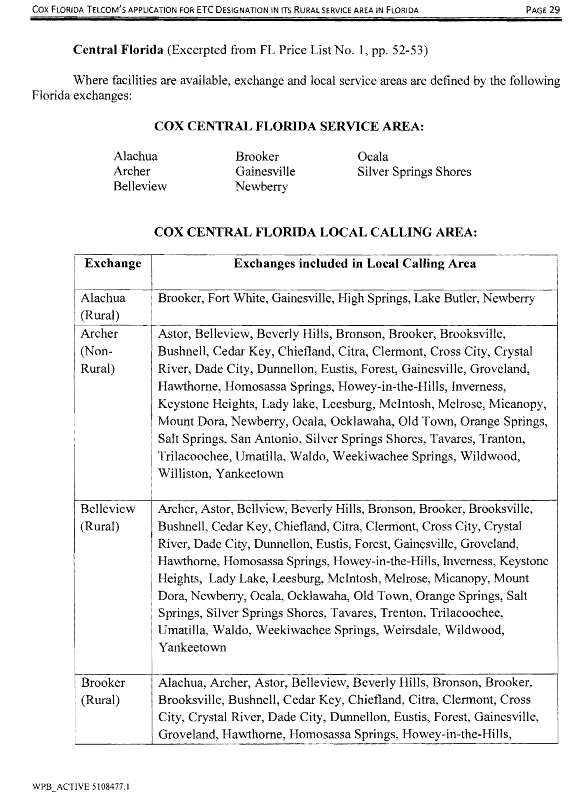 COX FLORIDA TELCOM'S APPLICATION FOR ETC DESIGNATION IN ITS RURAL SERVICE AREA IN FLORIDA PAGE 29
Central Florida (Excerpted from FL Price List No. 1, pp. 52-53)
Where facilities are available, exchange and local service areas are defined by the following
Florida exchanges:
COX CENTRAL FLORIDA SERVICE AREA:
Alachua Brooker Ocala
Archer Gainesville Silver Springs Shores
Belleview Newberry
COX CENTRAL FLORIDA LOCAL CALLING AREA:
Exchange Exchanges included in Local Calling Area
Alachua Brooker, Fort White, Gainesville, High Springs, Lake Butler, Newberry
(Rural)
Archer Astor, Belleview, Beverly Hills, Bronson, Brooker, Brooksville,
(Non- Bushnell, Cedar Key, Chiefland, Citra, Clermont, Cross City, Crystal
Rural) River, Dade City, Dunnellon, Eustis, Forest, Gainesville, Groveland,
Hawthorne, Homosassa Springs, Howey-in-the-Hills, Inverness,
Keystone Heights, Lady lake, Leesburg, McIntosh, Melrose, Micanopy,
Mount Dora, Newberry, Ocala, Ocklawaha, Old Town, Orange Springs,
Salt Springs, San Antonio, Silver Springs Shores, Tavares, Tranton,
Trilacoochee, Umatilla, Waldo, Weekiwachee Springs, Wildwood,
Williston, Yankeetown
Belleview Archer, Astor, Bellview, Beverly Hills, Bronson, Brooker, Brooksville,
(Rural) Bushnell, Cedar Key, Chiefland, Citra, Clermont, Cross City, Crystal
River, Dade City, Dunnellon, Eustis, Forest, Gainesville, Groveland,
Hawthorne, Homosassa Springs, Howey-in-the-Hills, Inverness, Keystone
Heights, Lady Lake, Leesburg, McIntosh, Melrose, Micanopy, Mount
Dora, Newberry, Ocala, Ocklawaha, Old Town, Orange Springs, Salt
Springs, Silver Springs Shores, Tavares, Trenton, Trilacoochee,
Umatilla, Waldo, Weekiwachee Springs, Weirsdale, Wildwood,
Yankeetown
Brooker Alachua, Archer, Astor, Belleview, Beverly Hills, Bronson, Brooker,
(Rural) Brooksville, Bushnell, Cedar Key, Chiefland, Citra, Clermont, Cross
City, Crystal River, Dade City, Dunnellon, Eustis, Forest, Gainesville,
Groveland, Hawthorne, Homosassa Springs, Howey-in-the-Hills,
WPB_ACTIVE 5108477.1